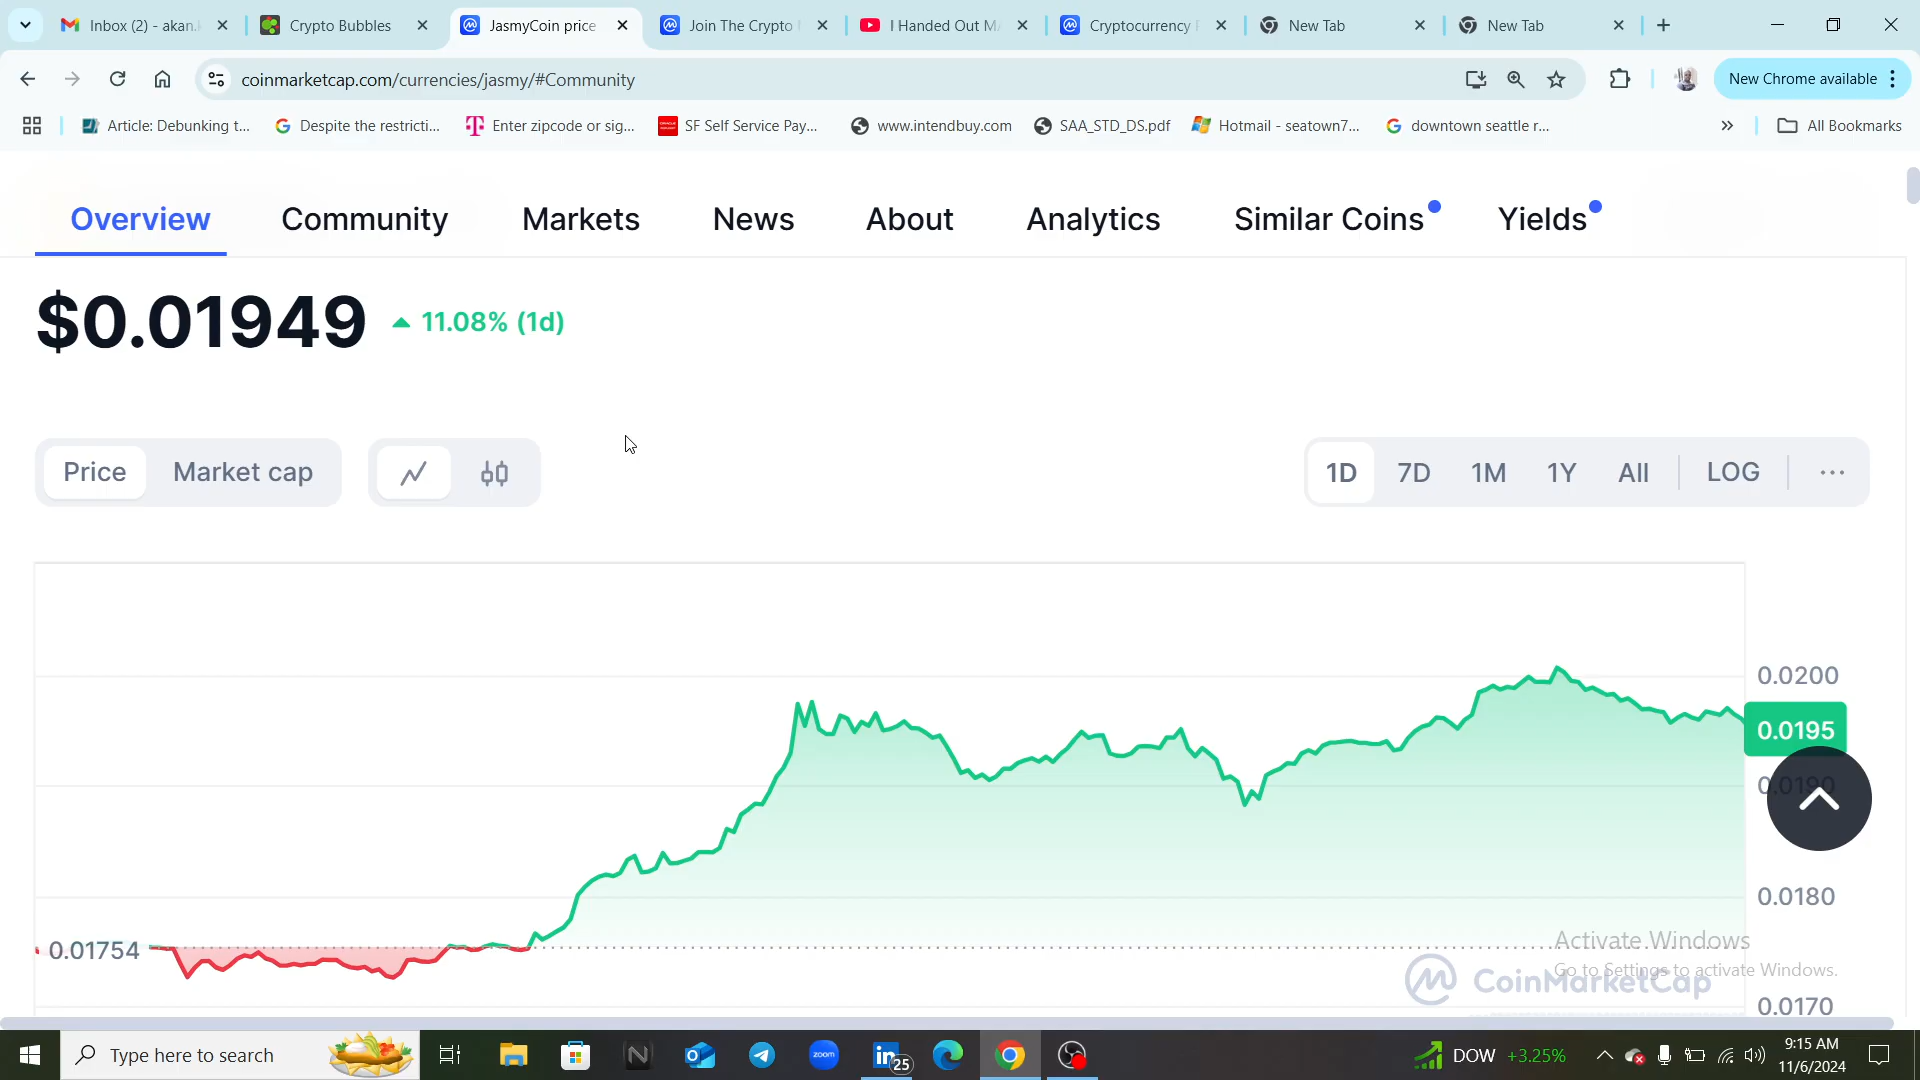 Inbox (2) - akan.k
Crypto Bubbles
JasmyCoin price
Join The Crypto
I Handed Out M
Cryptocurrency
New Tab
New Tab
coinmarketcap.com/currencies/jasmy/#Community
New Chrome available
Article: Debunking t...
Despite the restricti...
Enter zipcode or sig...
SF Self Service Pay...
www.intendbuy.com
SAA_STD_DS.pdf
Hotmail - seatown7...
downtown seattle r...
All Bookmarks
Overview
Community
Markets
News
About
Analytics
Similar Coins
Yields
$0.01949
11.08% (1d)
Price
Market cap
1D
7D
1M
1Y
All
LOG
0.0200
0.0195
0.0190
0.0180
0.01754
Activate Windows
Go to Settings to activate Windows.
CoinMarketCap
0.0170
Type here to search
zoom
25
DOW +3.25%
9:15 AM
11/6/2024